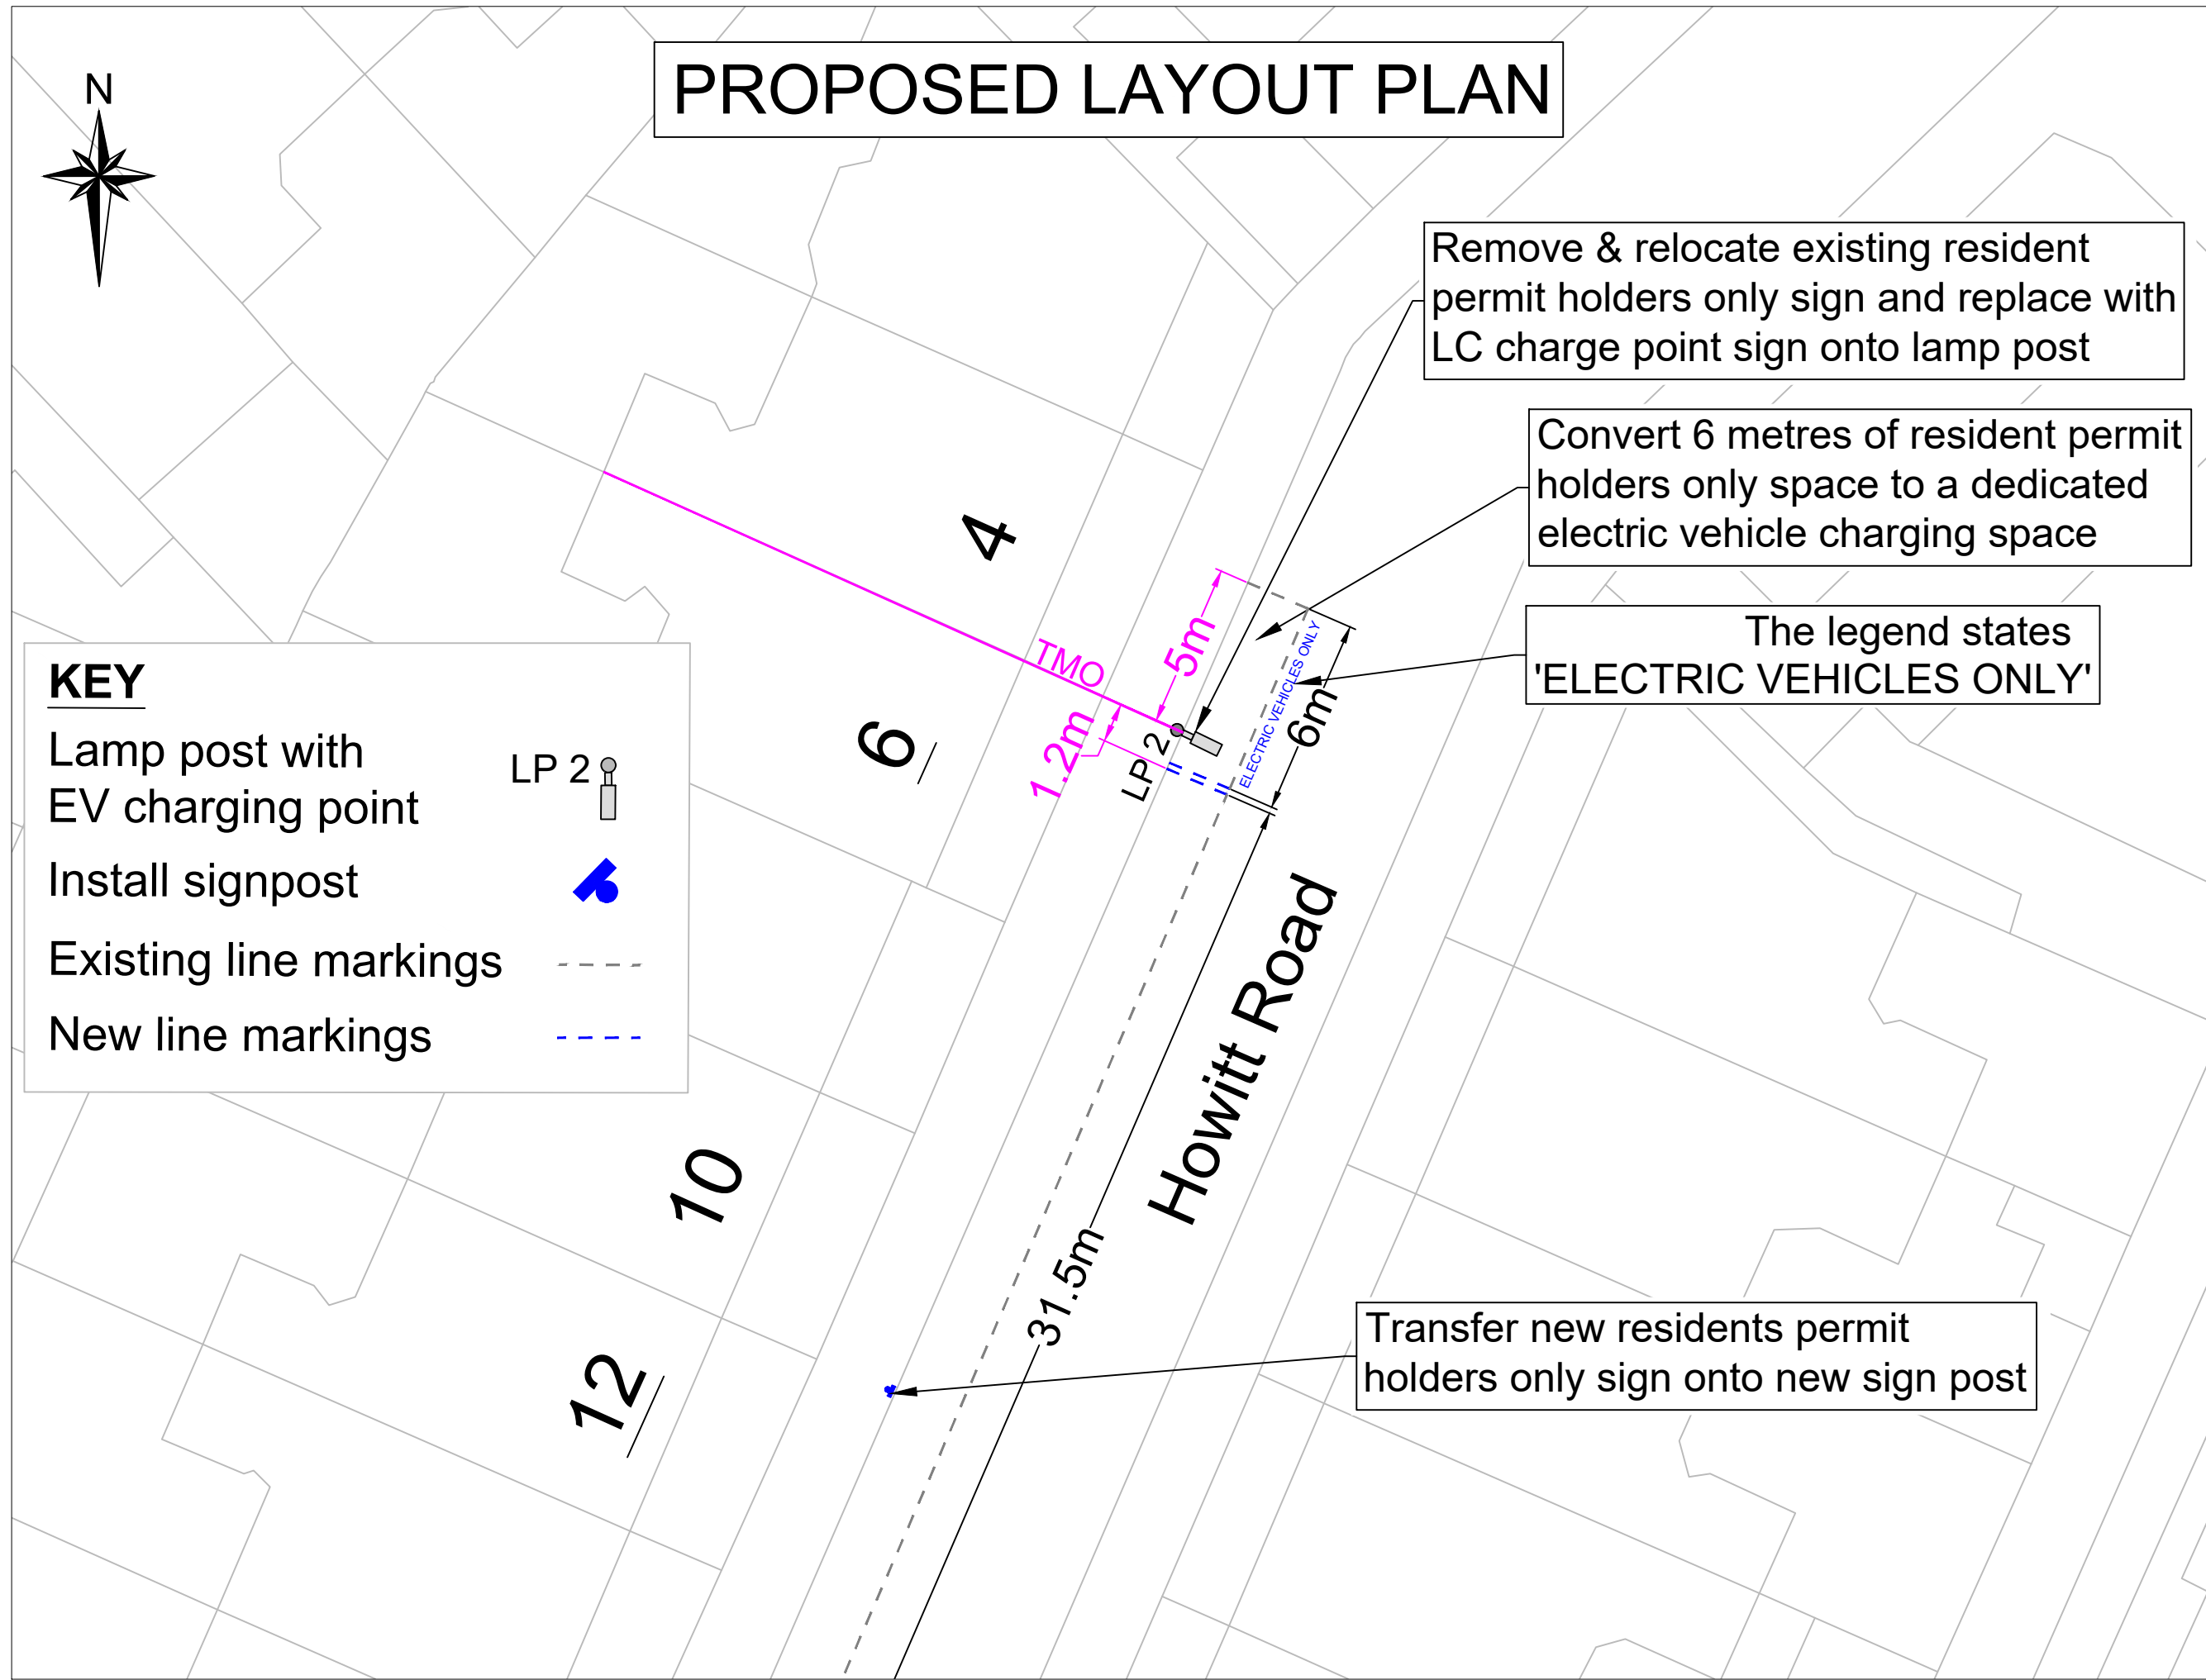 PROPOSED LAYOUT PLAN
N
Remove & relocate existing resident
permit holders only sign and replace with
LC charge point sign onto lamp post
Convert 6 metres of resident permit
holders only space to a dedicated
electric vehicle charging space
The legend states
'ELECTRIC VEHICLES ONLY'
4
TMO
5m
ELECTRIC VEHICLES ONLY
6m
1.2m
LP 2
6
KEY
Lamp post with
EV charging point
LP 2
Install signpost
Existing line markings
New line markings
Howitt Road
10
31.5m
12
Transfer new residents permit
holders only sign onto new sign post